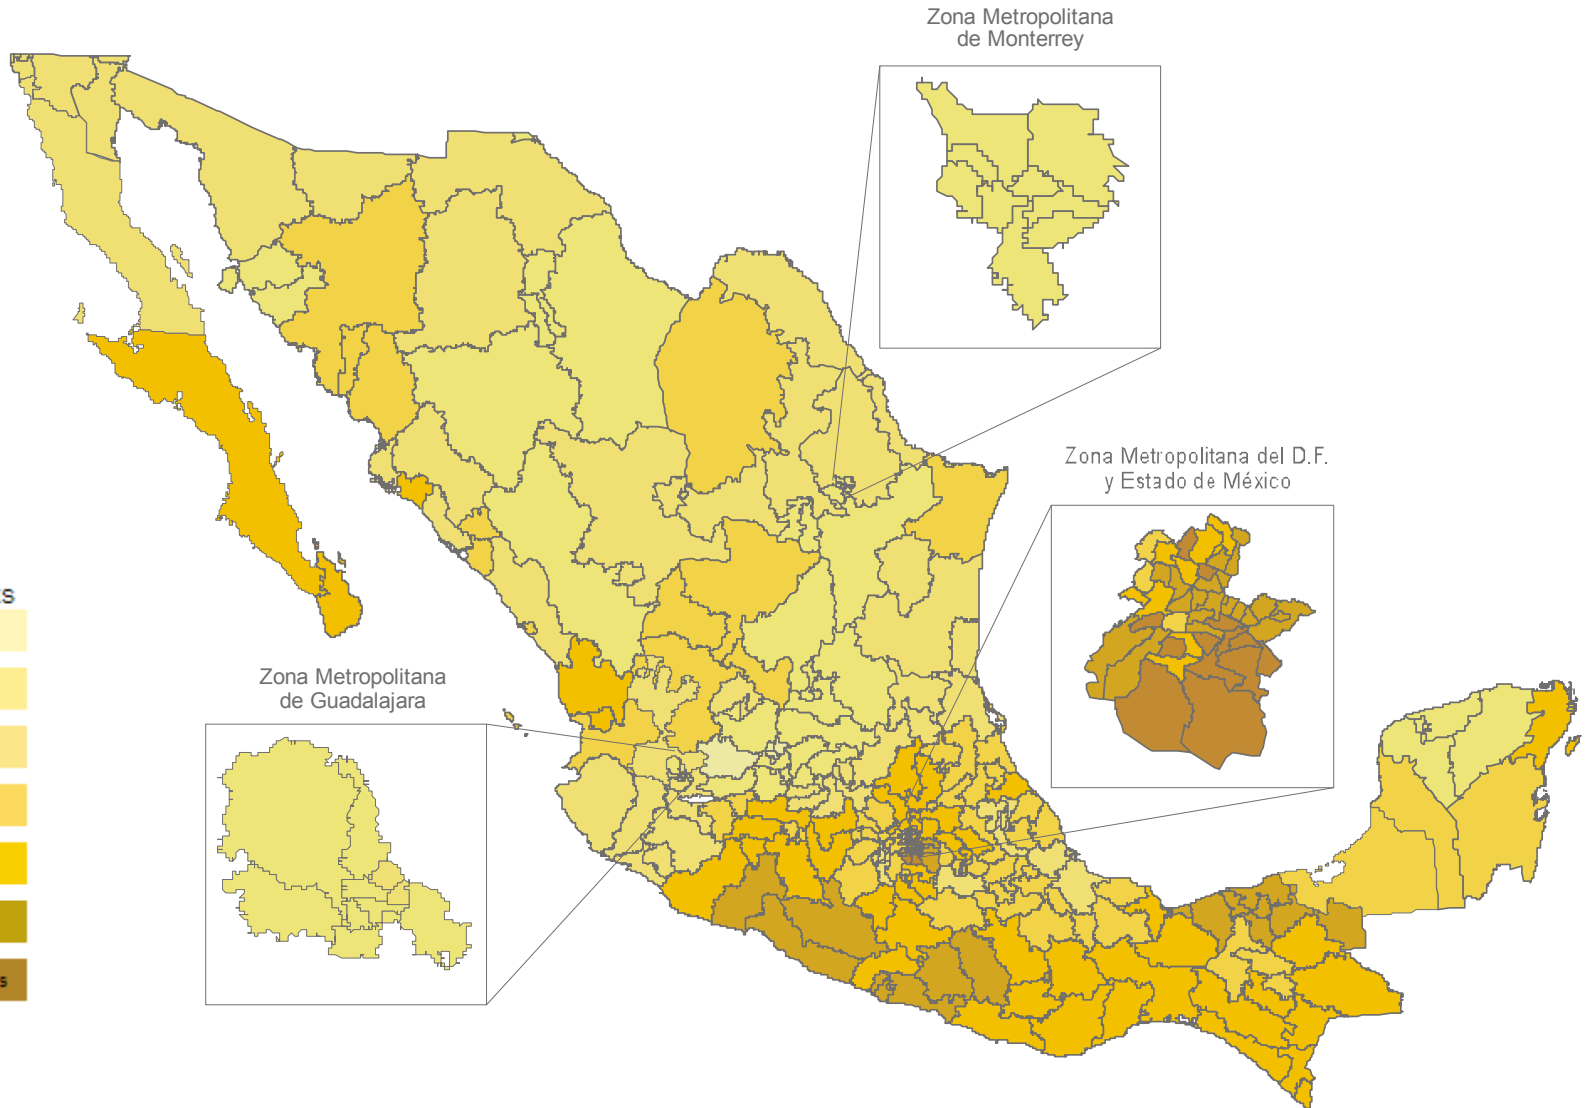 Zona Metropolitana
de Monterrey
Zona Metropolitana del D.F.
y Estado de México
Zona Metropolitana
de Guadalajara